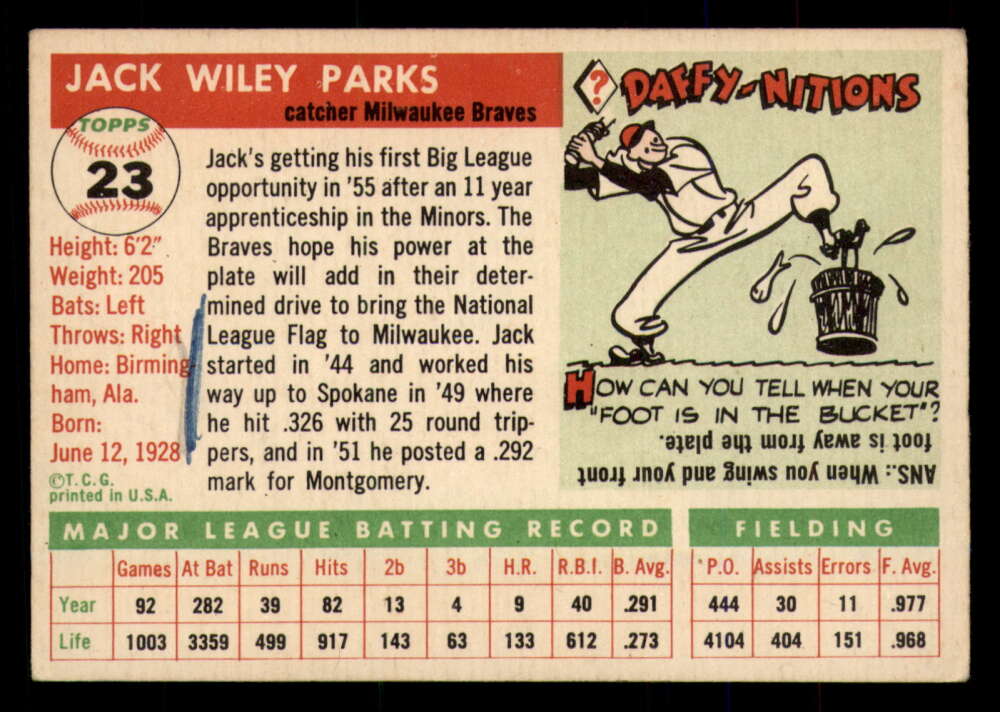 JACK WILEY PARKS
catcher Milwaukee Braves
TOPPS
23
Height: 6'2"
Weight: 205
Bats: Left
Throws: Right
Home: Birming
ham, Ala.
Born:
June 12, 1928
©T.C.G.
printed in U.S.A.
Jack's getting his first Big League
opportunity in '55 after an 11 year
apprenticeship in the Minors. The
Braves hope his power at the
plate will add in their deter-
mined drive to bring the National
League Flag to Milwaukee. Jack
started in '44 and worked his
way up to Spokane in '49 where
he hit .326 with 25 round trip-
pers, and in '51 he posted a .292
mark for Montgomery.
? DAFFY-NITIONS
HOW CAN YOU TELL WHEN YOUR
"FOOT IS IN THE BUCKET"?
ANS.: When you swing and your front
foot is away from the plate.
MAJOR LEAGUE BATTING RECORD
Games At Bat Runs Hits 2b 3b H.R. R.B.I. B. Avg.
Year 92 282 39 82 13 4 9 40 .291
Life 1003 3359 499 917 143 63 133 612 .273
FIELDING
P.O. Assists Errors F. Avg.
444 30 11 .977
4104 404 151 .968